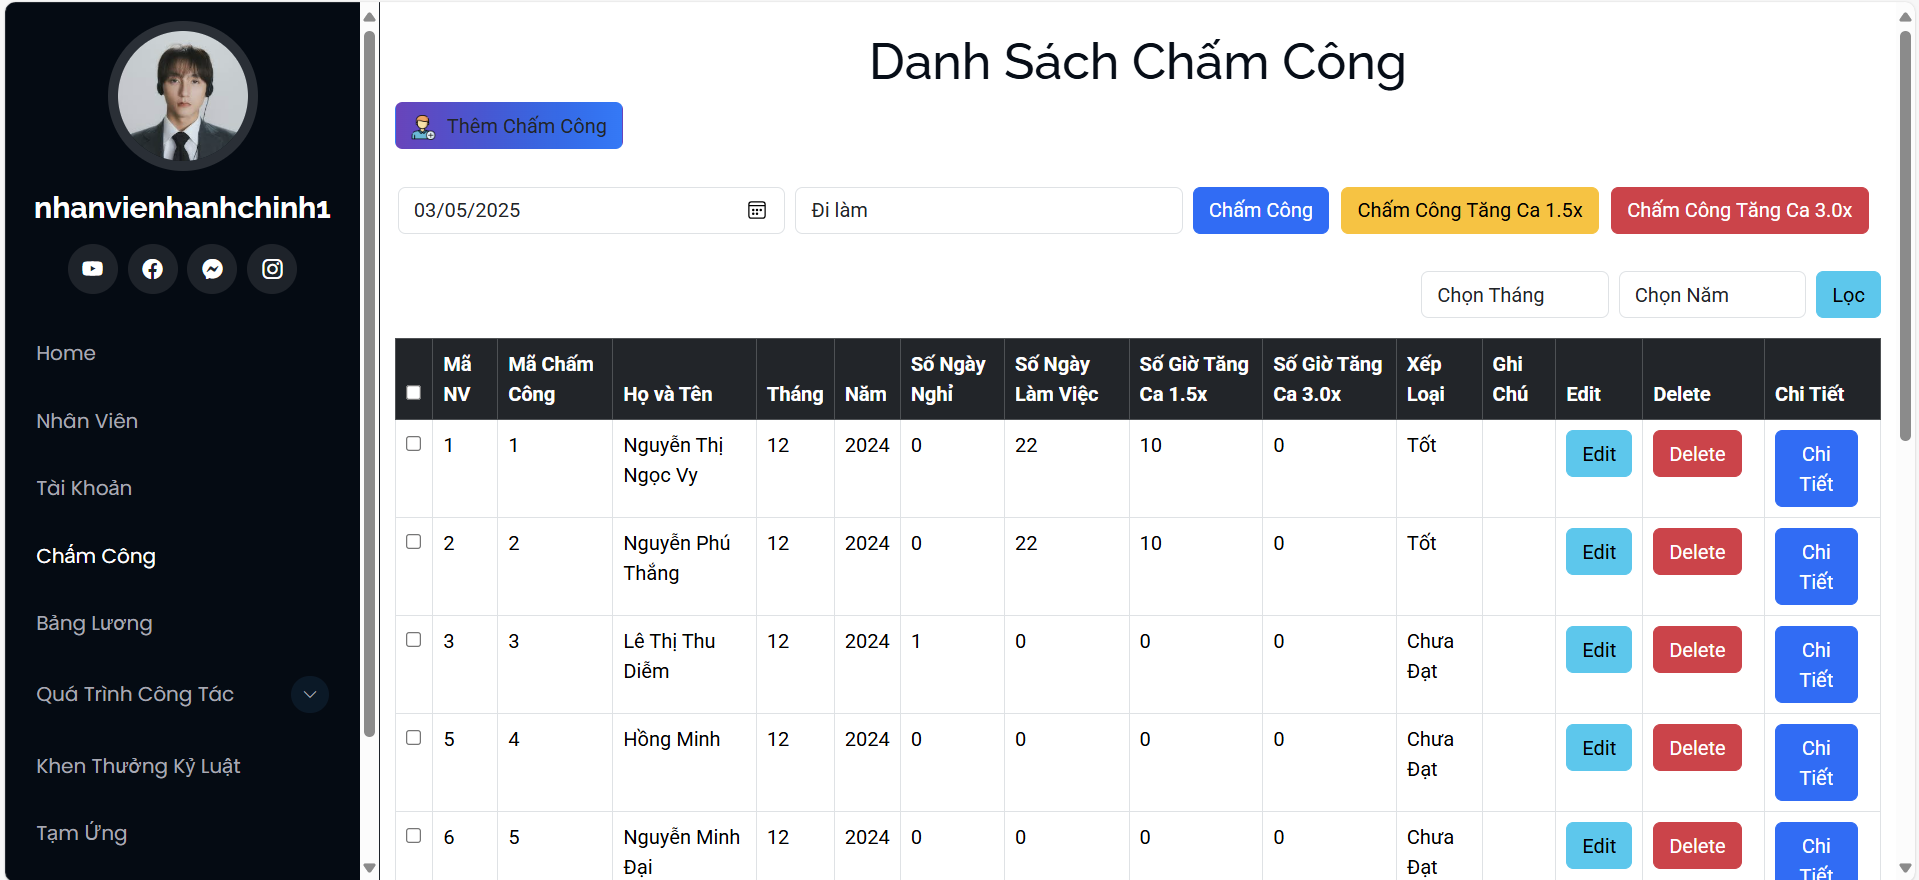 nhanvienhanhchinh1
Home
Nhân Viên
Tài Khoản
Chấm Công
Bảng Lương
Quá Trình Công Tác
Khen Thưởng Kỷ Luật
Tạm Ứng
Danh Sách Chấm Công
Thêm Chấm Công
03/05/2025 Đi làm Chấm Công Chấm Công Tăng Ca 1.5x Chấm Công Tăng Ca 3.0x
Chọn Tháng Chọn Năm Lọc
Mã NV Mã Chấm Công Họ và Tên Tháng Năm Số Ngày Nghỉ Số Ngày Làm Việc Số Giờ Tăng Ca 1.5x Số Giờ Tăng Ca 3.0x Xếp Loại Ghi Chú Edit Delete Chi Tiết
1 1 Nguyễn Thị Ngọc Vy 12 2024 0 22 10 0 Tốt Edit Delete Chi Tiết
2 2 Nguyễn Phú Thắng 12 2024 0 22 10 0 Tốt Edit Delete Chi Tiết
3 3 Lê Thị Thu Diễm 12 2024 1 0 0 0 Chưa Đạt Edit Delete Chi Tiết
5 4 Hồng Minh 12 2024 0 0 0 0 Chưa Đạt Edit Delete Chi Tiết
6 5 Nguyễn Minh Đại 12 2024 0 0 0 0 Chưa Đạt Edit Delete Chi Tiết